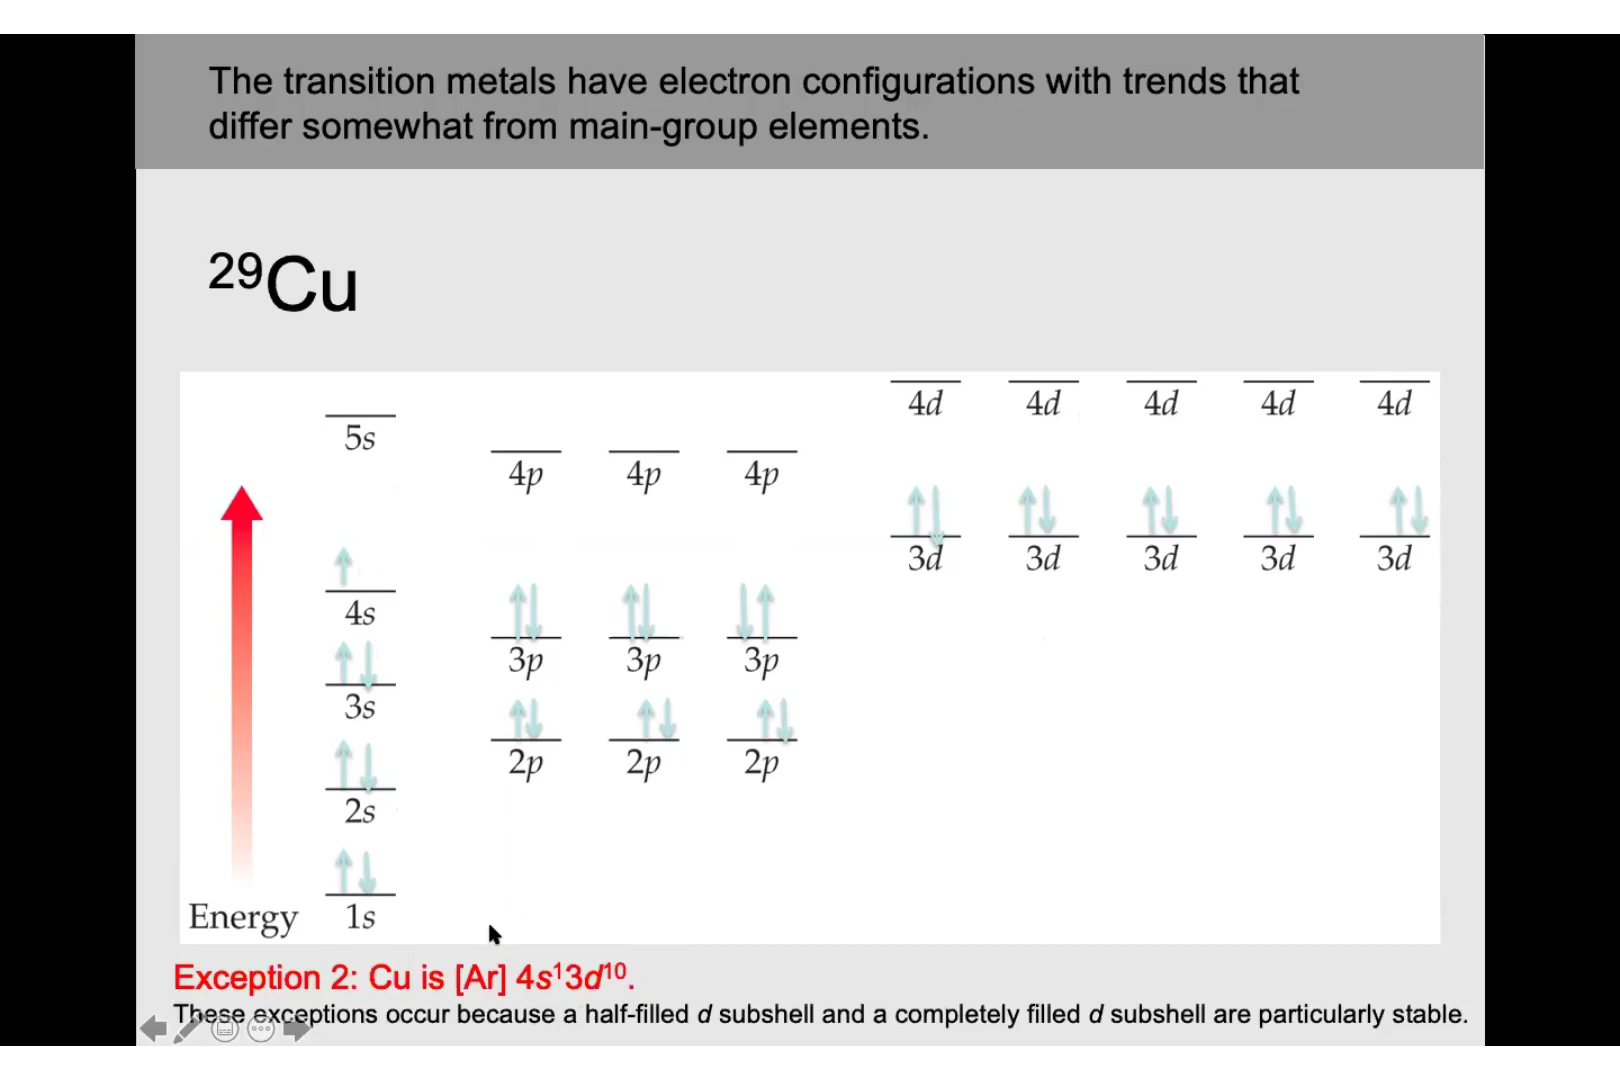 The transition metals have electron configurations with trends that
differ somewhat from main-group elements.
²⁹Cu
4d 4d 4d 4d 4d
5s
4p 4p 4p
3d 3d 3d 3d 3d
4s
3p 3p 3p
3s
2p 2p 2p
2s
Energy 1s
Exception 2: Cu is [Ar] 4s¹3d¹⁰.
These exceptions occur because a half-filled d subshell and a completely filled d subshell are particularly stable.